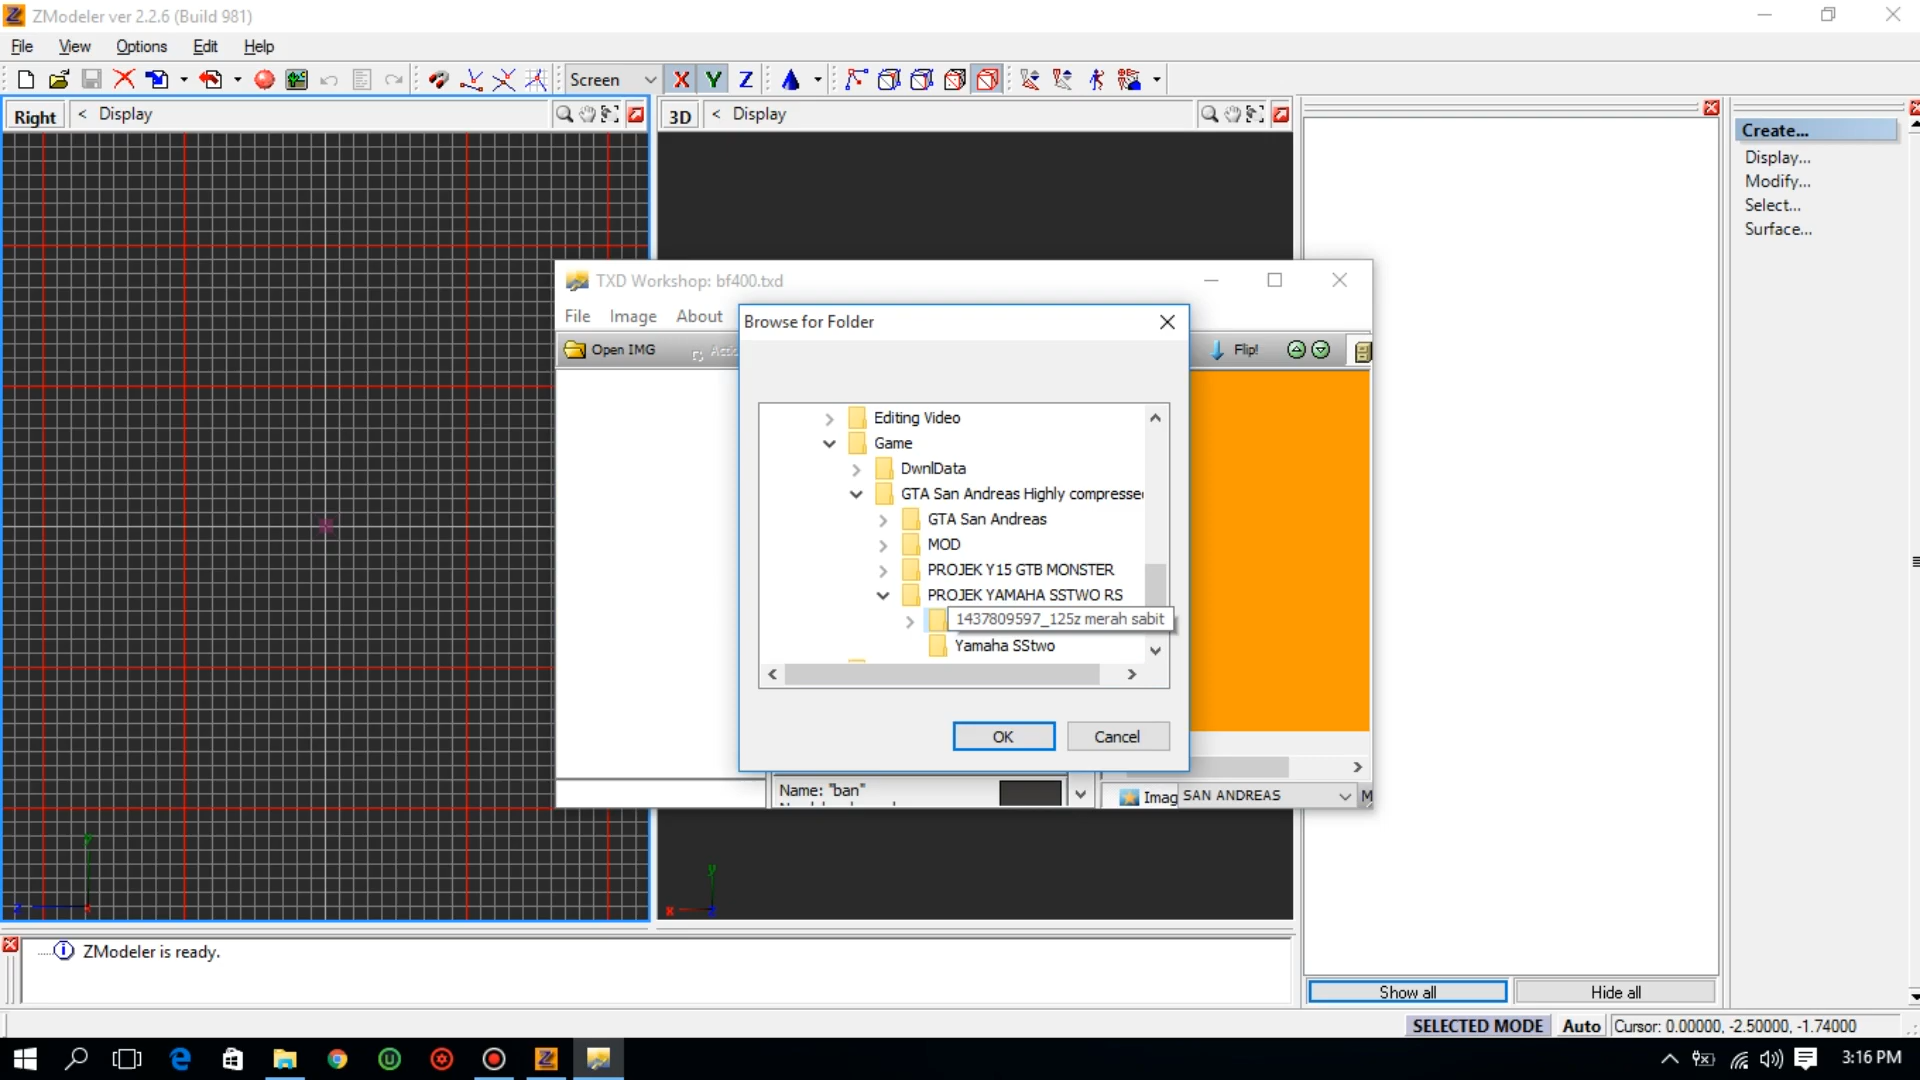 ZModeler ver 2.2.6 (Build 981)
File View Options Edit Help
Screen X Y Z
Right < Display
3D < Display
Create...
Display...
Modify...
Select...
Surface...
TXD Workshop: bf400.txd
File Image About
Open IMG
Flip!
Browse for Folder
Editing Video
Game
DwnlData
GTA San Andreas Highly compressed
GTA San Andreas
MOD
PROJEK Y15 GTB MONSTER
PROJEK YAMAHA SSTWO RS
1437809597_125z merah sabit
Yamaha SStwo
OK Cancel
Name: "ban"
Imag SAN ANDREAS M
y
z x
y
x z
ZModeler is ready.
Show all Hide all
SELECTED MODE Auto Cursor: 0.00000, -2.50000, -1.74000
3:16 PM